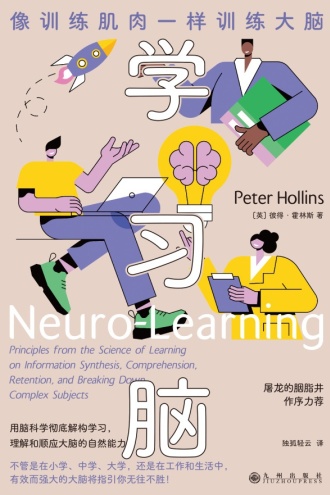 像训练肌肉一样训练大脑
学
习
脑
Peter Hollins
[英] 彼得·霍林斯 著
Neuro-Learning
Principles from the Science of Learning
on Information Synthesis, Comprehension,
Retention, and Breaking Down
Complex Subjects
屠龙的胭脂井
作序力荐
用脑科学彻底解构学习，
理解和顺应大脑的自然能力
独孤轻云 译
不管是在小学、中学、大学，还是在工作和生活中，
有效而强大的大脑将指引你无往不胜！
九州出版社
JIUZHOUPRESS